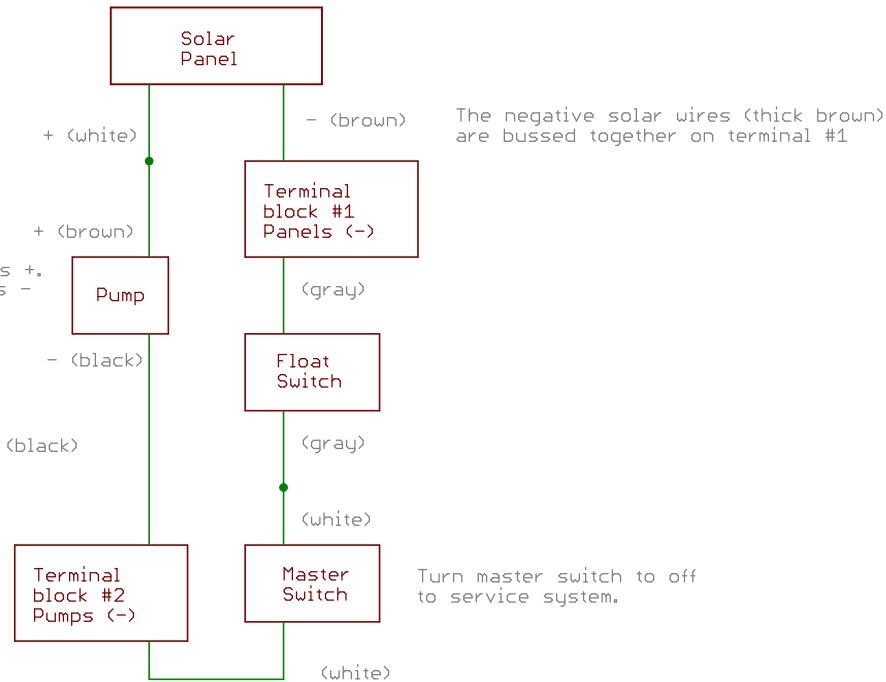 Solar
Panel
- (brown)
The negative solar wires (thick brown)
are bussed together on terminal #1
+ (white)
Terminal
block #1
Panels (-)
+ (brown)
s +.
s -
(gray)
Pump
- (black)
Float
Switch
(black)
(gray)
(white)
Terminal
block #2
Pumps (-)
Master
Switch
Turn master switch to off
to service system.
(white)